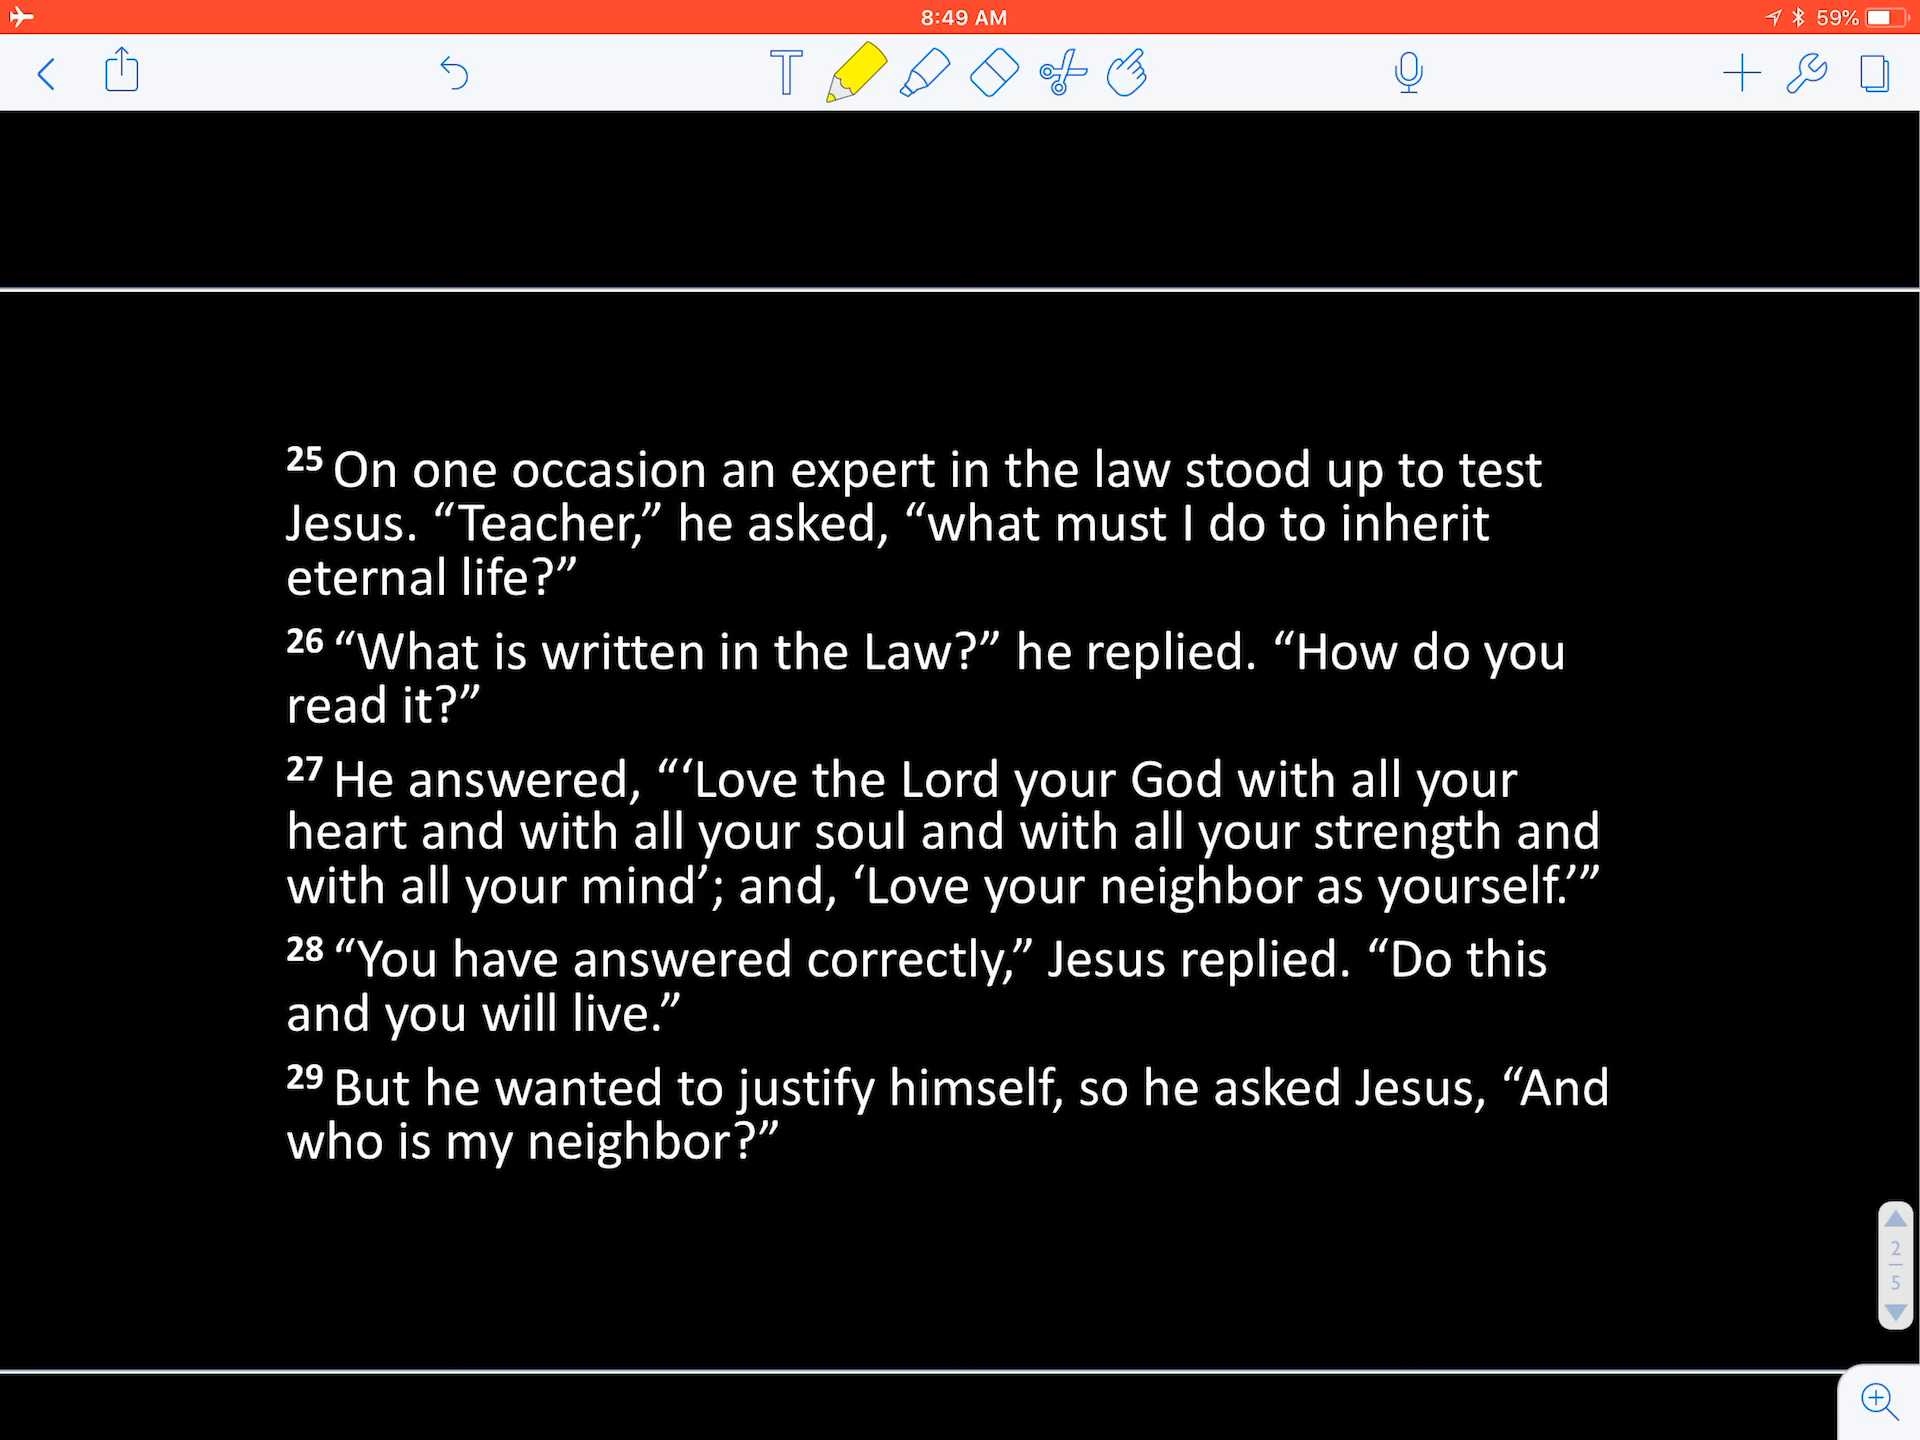 8:49 AM
59%
T
25 On one occasion an expert in the law stood up to test
Jesus. “Teacher,” he asked, “what must I do to inherit
eternal life?”
26 “What is written in the Law?” he replied. “How do you
read it?”
27 He answered, “‘Love the Lord your God with all your
heart and with all your soul and with all your strength and
with all your mind’; and, ‘Love your neighbor as yourself.’”
28 “You have answered correctly,” Jesus replied. “Do this
and you will live.”
29 But he wanted to justify himself, so he asked Jesus, “And
who is my neighbor?”
2
5